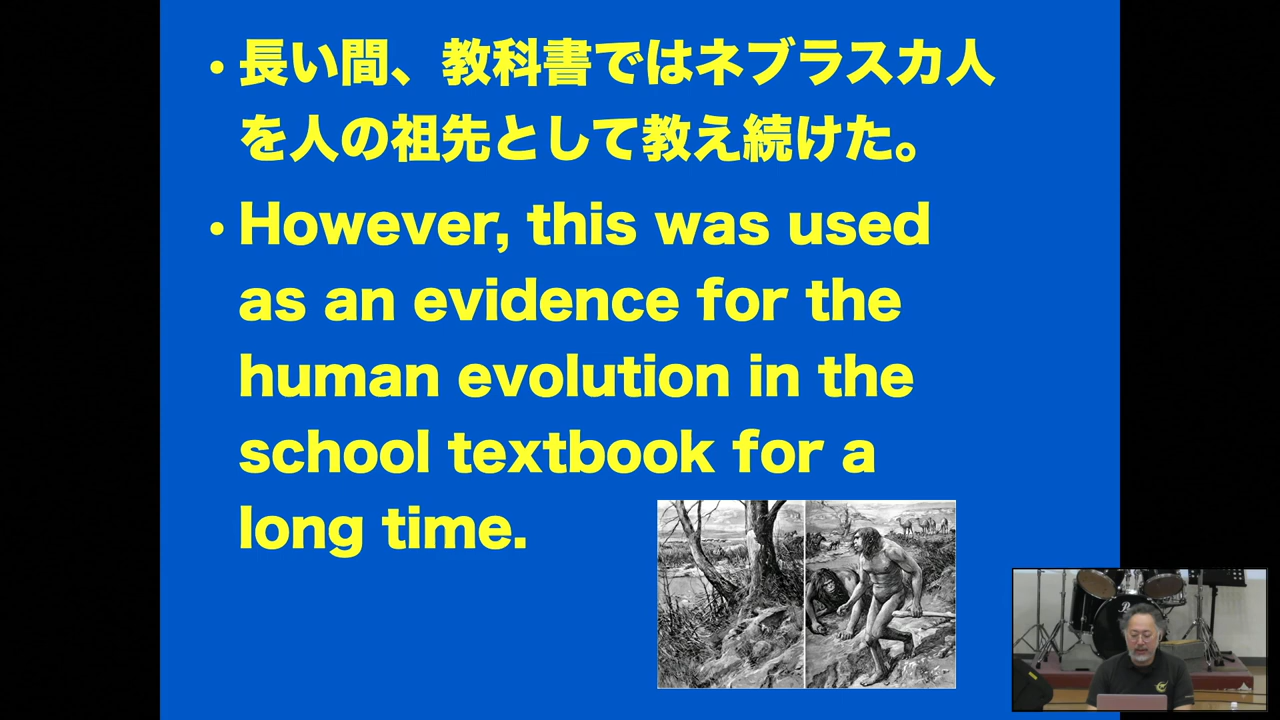 • 長い間、教科書ではネブラスカ人
を人の祖先として教え続けた。
• However, this was used
as an evidence for the
human evolution in the
school textbook for a
long time.